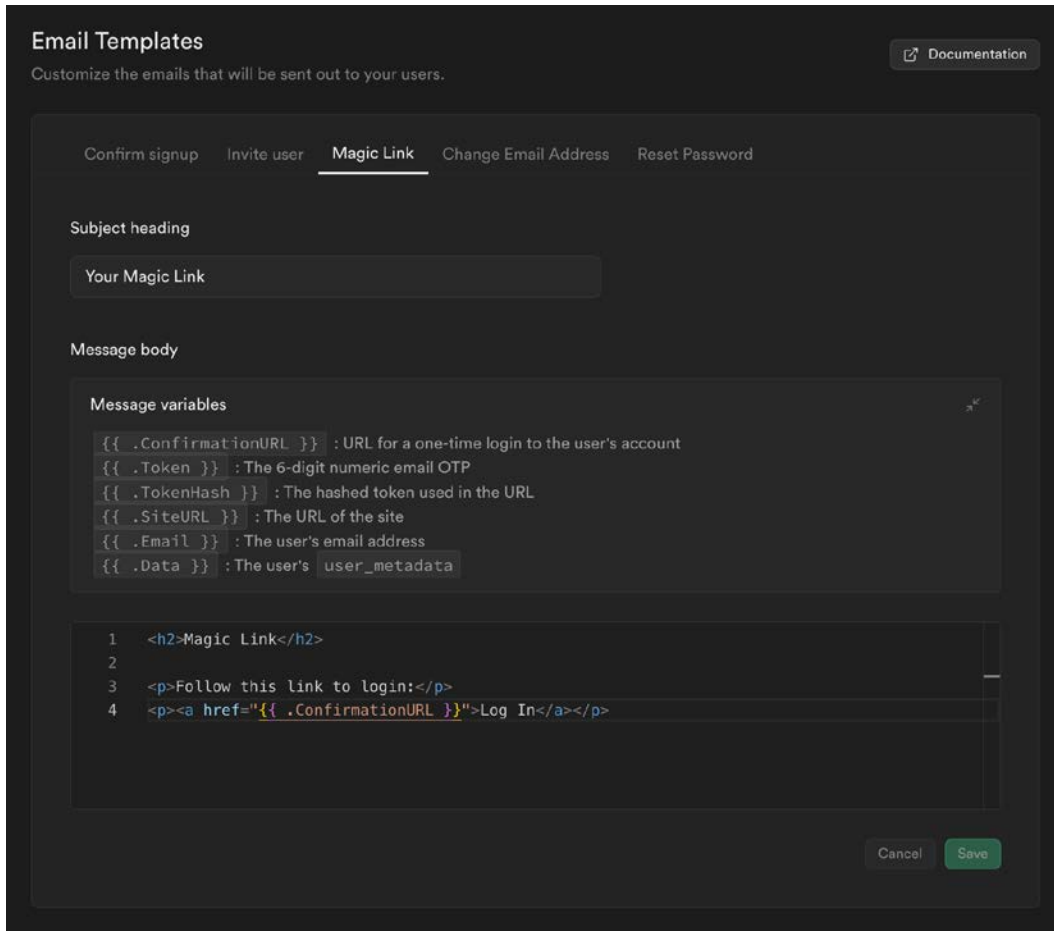 Email Templates
Documentation
Customize the emails that will be sent out to your users.
Confirm signup Invite user Magic Link Change Email Address Reset Password
Subject heading
Your Magic Link
Message body
Message variables
{{ .ConfirmationURL }} : URL for a one-time login to the user's account
{{ .Token }} : The 6-digit numeric email OTP
{{ .TokenHash }} : The hashed token used in the URL
{{ .SiteURL }} : The URL of the site
{{ .Email }} : The user's email address
{{ .Data }} : The user's user_metadata
1 <h2>Magic Link</h2>
2
3 <p>Follow this link to login:</p>
4 <p><a href="{{ .ConfirmationURL }}">Log In</a></p>
Cancel Save